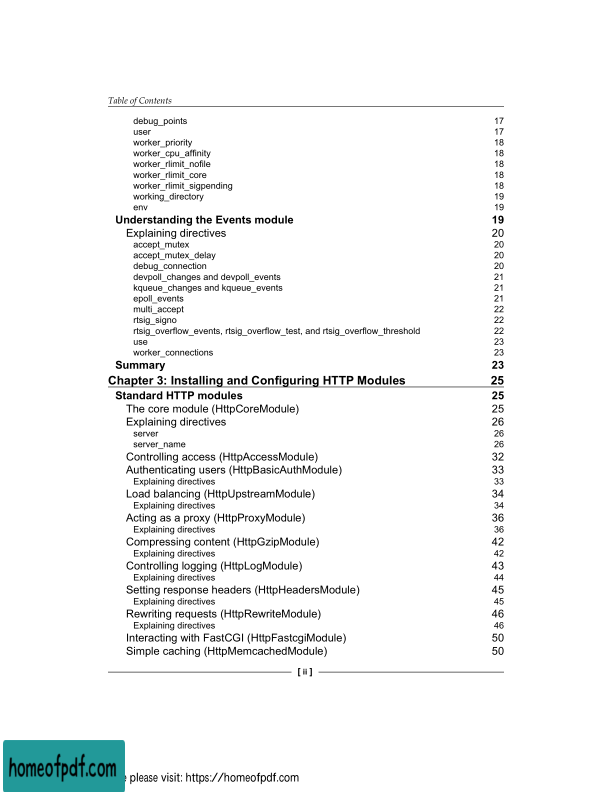 Table of Contents
debug_points 17
user 17
worker_priority 18
worker_cpu_affinity 18
worker_rlimit_nofile 18
worker_rlimit_core 18
worker_rlimit_sigpending 18
working_directory 19
env 19
Understanding the Events module 19
Explaining directives 20
accept_mutex 20
accept_mutex_delay 20
debug_connection 20
devpoll_changes and devpoll_events 21
kqueue_changes and kqueue_events 21
epoll_events 21
multi_accept 22
rtsig_signo 22
rtsig_overflow_events, rtsig_overflow_test, and rtsig_overflow_threshold 22
use 23
worker_connections 23
Summary 23
Chapter 3: Installing and Configuring HTTP Modules 25
Standard HTTP modules 25
The core module (HttpCoreModule) 25
Explaining directives 26
server 26
server_name 26
Controlling access (HttpAccessModule) 32
Authenticating users (HttpBasicAuthModule) 33
Explaining directives 33
Load balancing (HttpUpstreamModule) 34
Explaining directives 34
Acting as a proxy (HttpProxyModule) 36
Explaining directives 36
Compressing content (HttpGzipModule) 42
Explaining directives 42
Controlling logging (HttpLogModule) 43
Explaining directives 44
Setting response headers (HttpHeadersModule) 45
Explaining directives 45
Rewriting requests (HttpRewriteModule) 46
Explaining directives 46
Interacting with FastCGI (HttpFastcgiModule) 50
Simple caching (HttpMemcachedModule) 50
[ ii ]
homeofpdf.com
please visit: https://homeofpdf.com